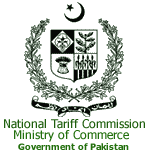 National Tariff Commission
Ministry of Commerce
Government of Pakistan